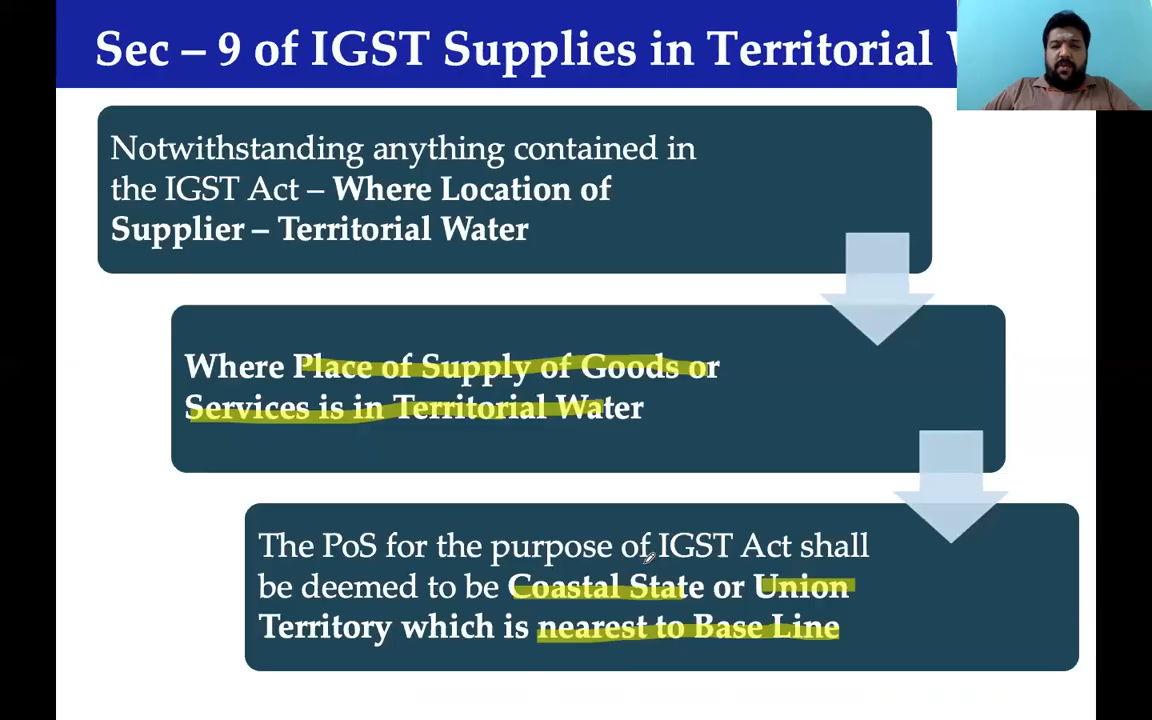 Sec – 9 of IGST Supplies in Territorial
Notwithstanding anything contained in
the IGST Act – Where Location of
Supplier – Territorial Water
Where Place of Supply of Goods or
Services is in Territorial Water
The PoS for the purpose of IGST Act shall
be deemed to be Coastal State or Union
Territory which is nearest to Base Line